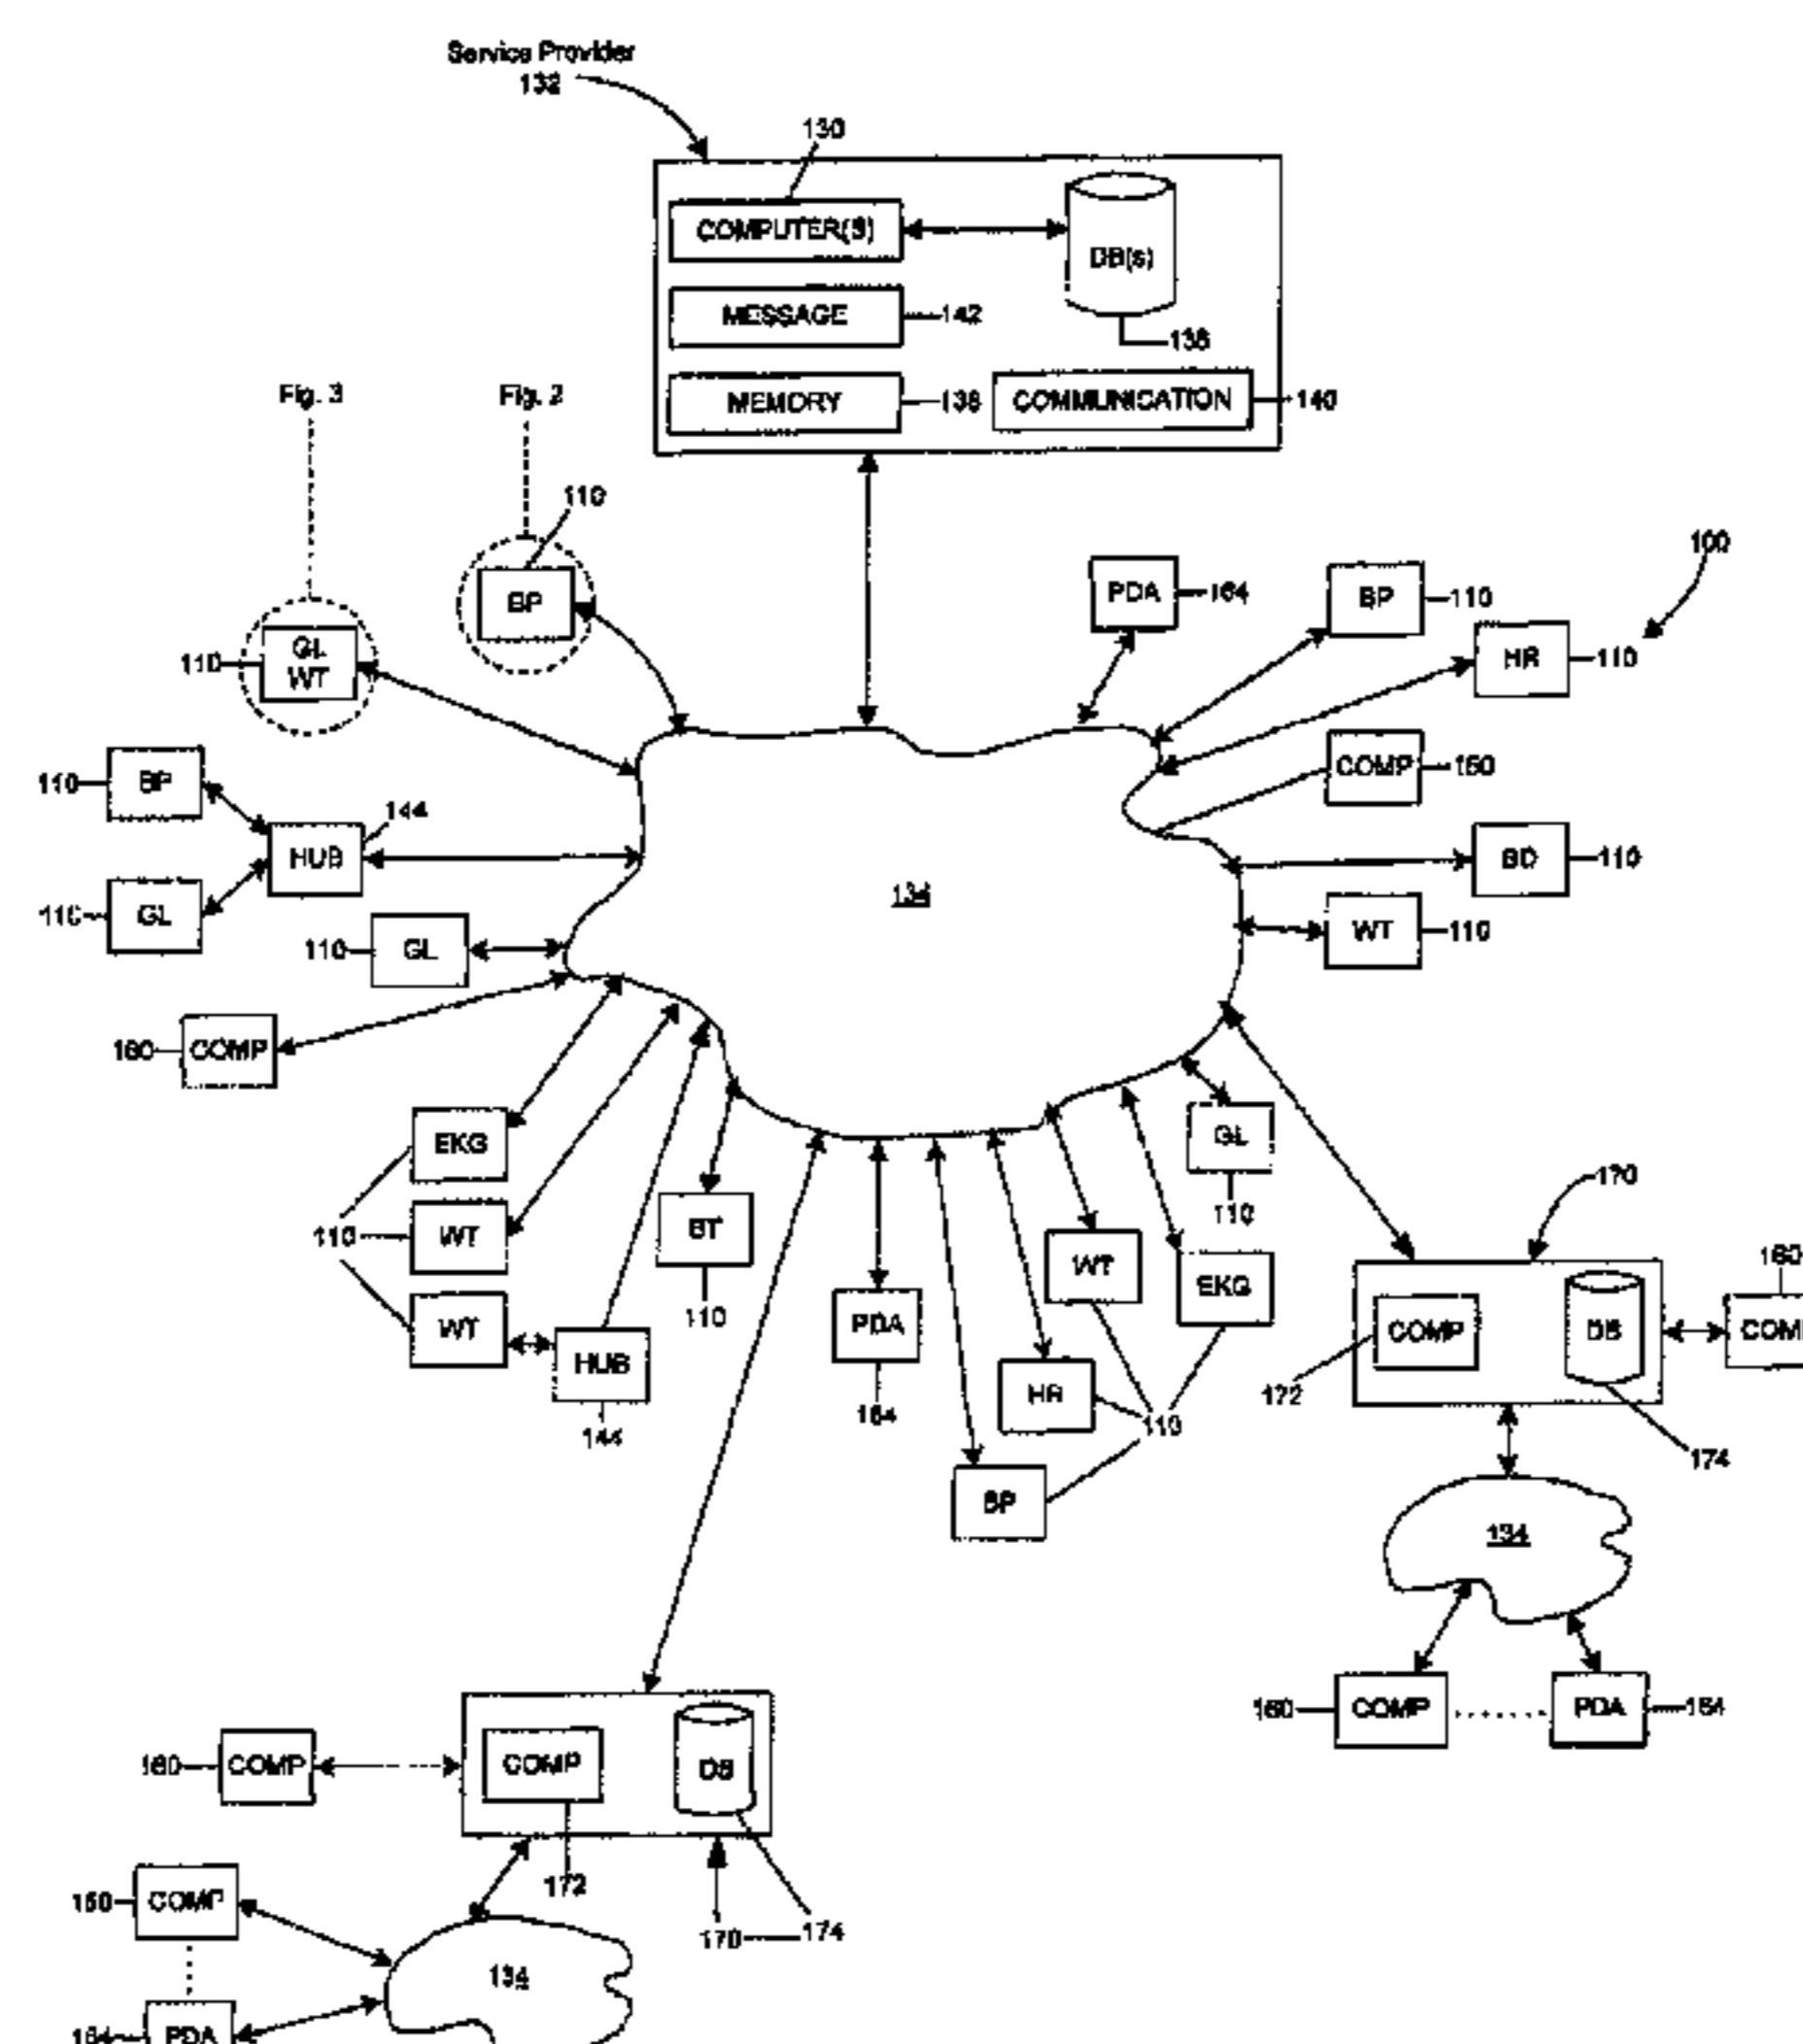 Service Provider
132
130
COMPUTER(S)
DB(s)
MESSAGE
142
136
MEMORY
138
COMMUNICATION
140
Fig. 3
Fig. 2
110
BP
100
PDA
164
BP
110
HR
110
110
GL
WT
COMP
160
110
BP
144
HUB
BD
110
134
110
GL
110
GL
WT
110
160
COMP
EKG
GL
110
110
WT
BT
110
WT
EKG
170
160
WT
HUB
144
PDA
164
HR
110
COMP
DB
172
174
BP
134
160
COMP
PDA
164
160
COMP
COMP
DB
172
160
COMP
170
174
134
164
PDA